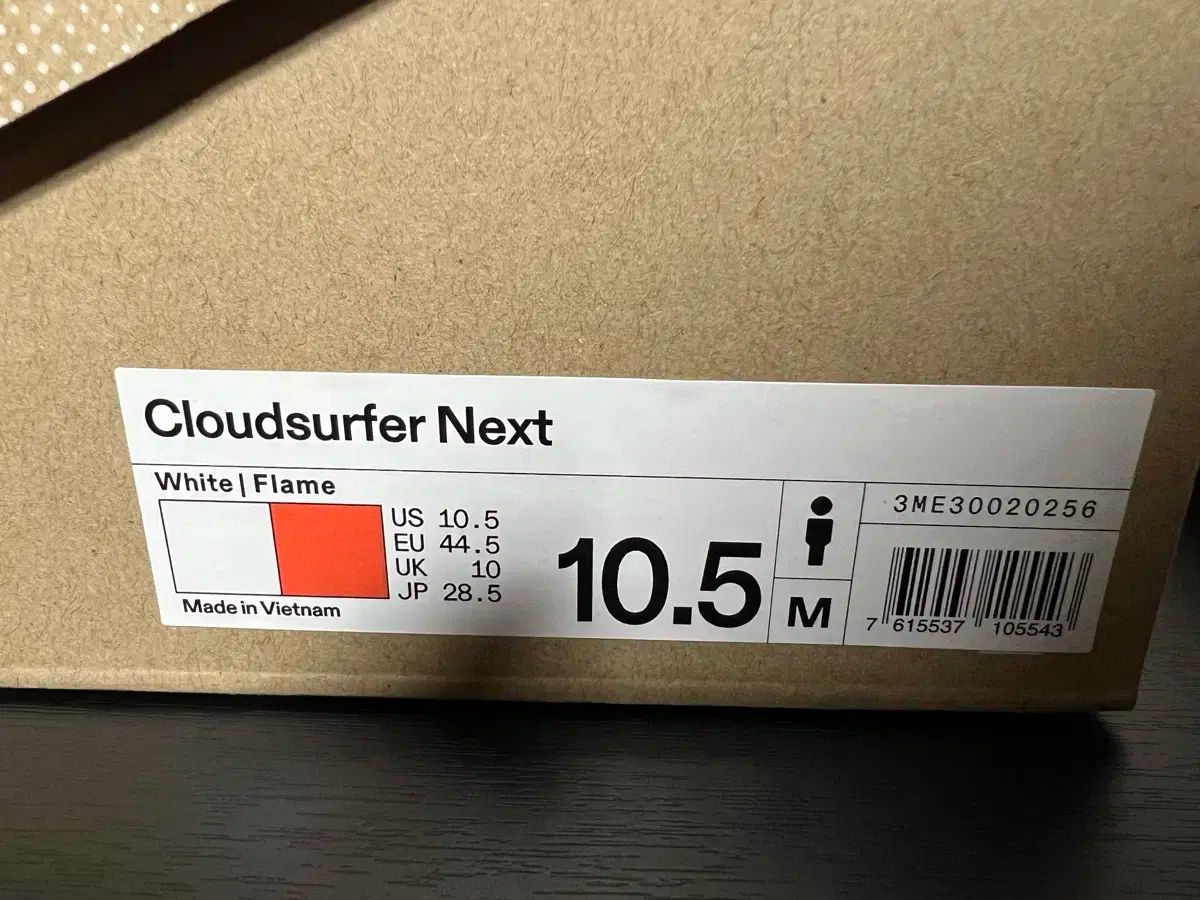 Cloudsurfer Next
White | Flame
US 10.5
EU 44.5
UK 10
JP 28.5
Made in Vietnam
10.5
M
3ME30020256
7 615537 105543